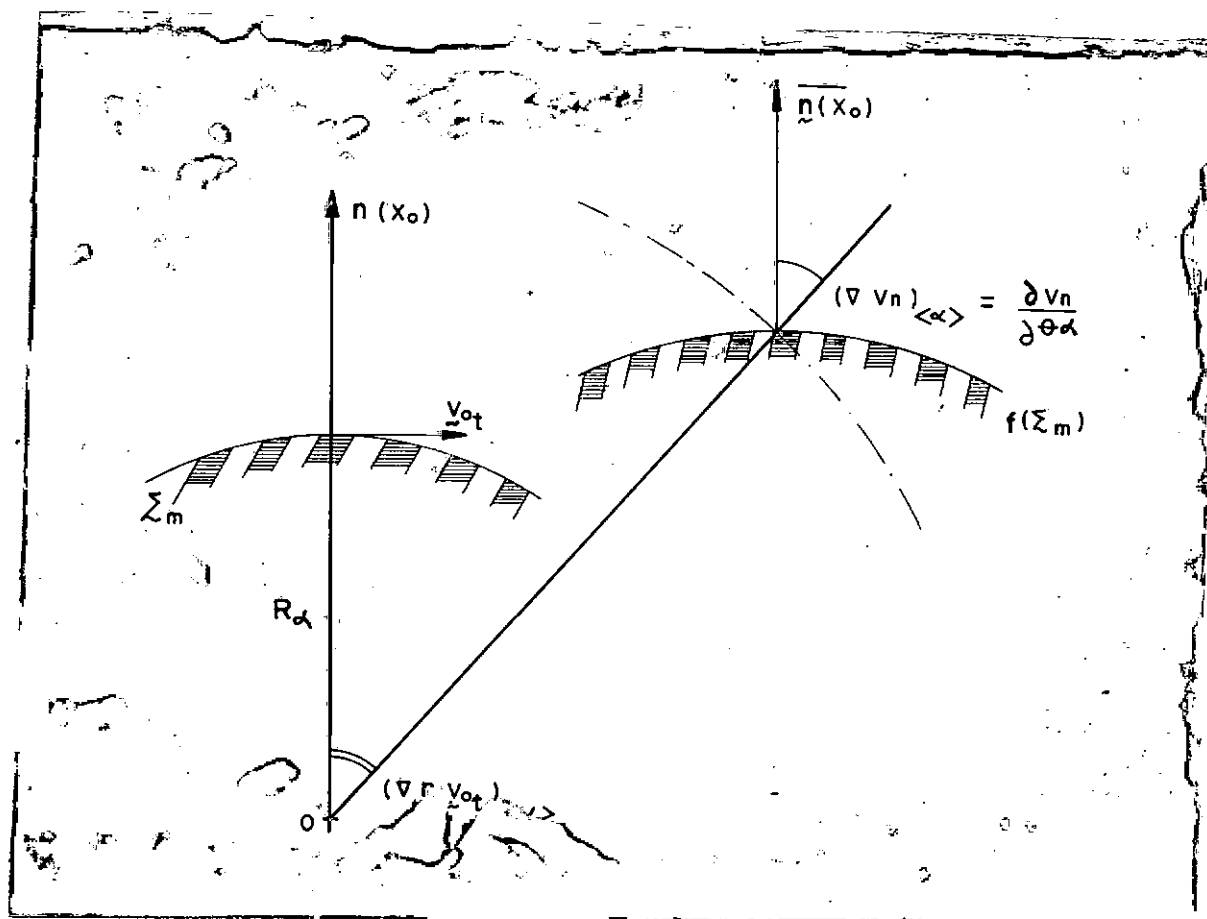 n(X₀)
n (X₀)
(∇ Vn)<α> = ∂Vn/∂θα
v₀t
f(Σm)
Σm
Rα
(∇ n v₀t) >
O